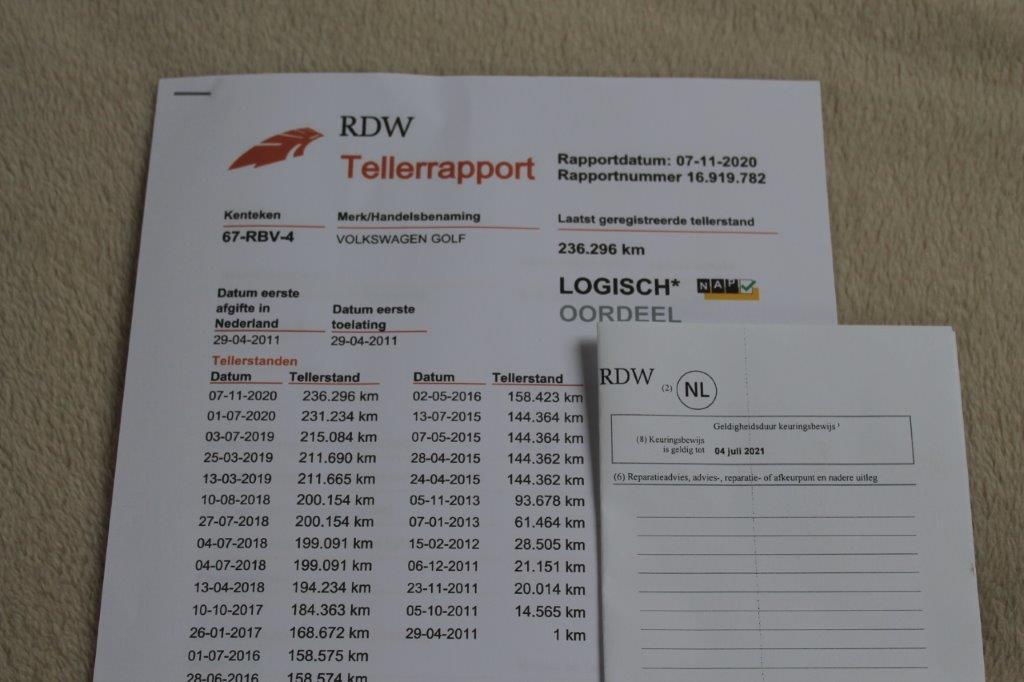 RDW
Tellerrapport
Rapportdatum: 07-11-2020
Rapportnummer 16.919.782
Kenteken
67-RBV-4
Merk/Handelsbenaming
VOLKSWAGEN GOLF
Laatst geregistreerde tellerstand
236.296 km
LOGISCH*
NAP
OORDEEL
Datum eerste
afgifte in
Nederland
29-04-2011
Datum eerste
toelating
29-04-2011
Tellerstanden
Datum Tellerstand
07-11-2020 236.296 km
01-07-2020 231.234 km
03-07-2019 215.084 km
25-03-2019 211.690 km
13-03-2019 211.665 km
10-08-2018 200.154 km
27-07-2018 200.154 km
04-07-2018 199.091 km
04-07-2018 199.091 km
13-04-2018 194.234 km
10-10-2017 184.363 km
26-01-2017 168.672 km
01-07-2016 158.575 km
28-06-2016 158.574 km
Datum Tellerstand
02-05-2016 158.423 km
13-07-2015 144.364 km
07-05-2015 144.364 km
28-04-2015 144.362 km
24-04-2015 144.362 km
05-11-2013 93.678 km
07-01-2013 61.464 km
15-02-2012 28.505 km
06-12-2011 21.151 km
23-11-2011 20.014 km
05-10-2011 14.565 km
29-04-2011 1 km
RDW (2) NL
Geldigheidsduur keuringsbewijs ¹
(8) Keuringsbewijs
is geldig tot 04 juli 2021
(6) Reparatieadvies, advies-, reparatie- of afkeurpunt en nadere uitleg